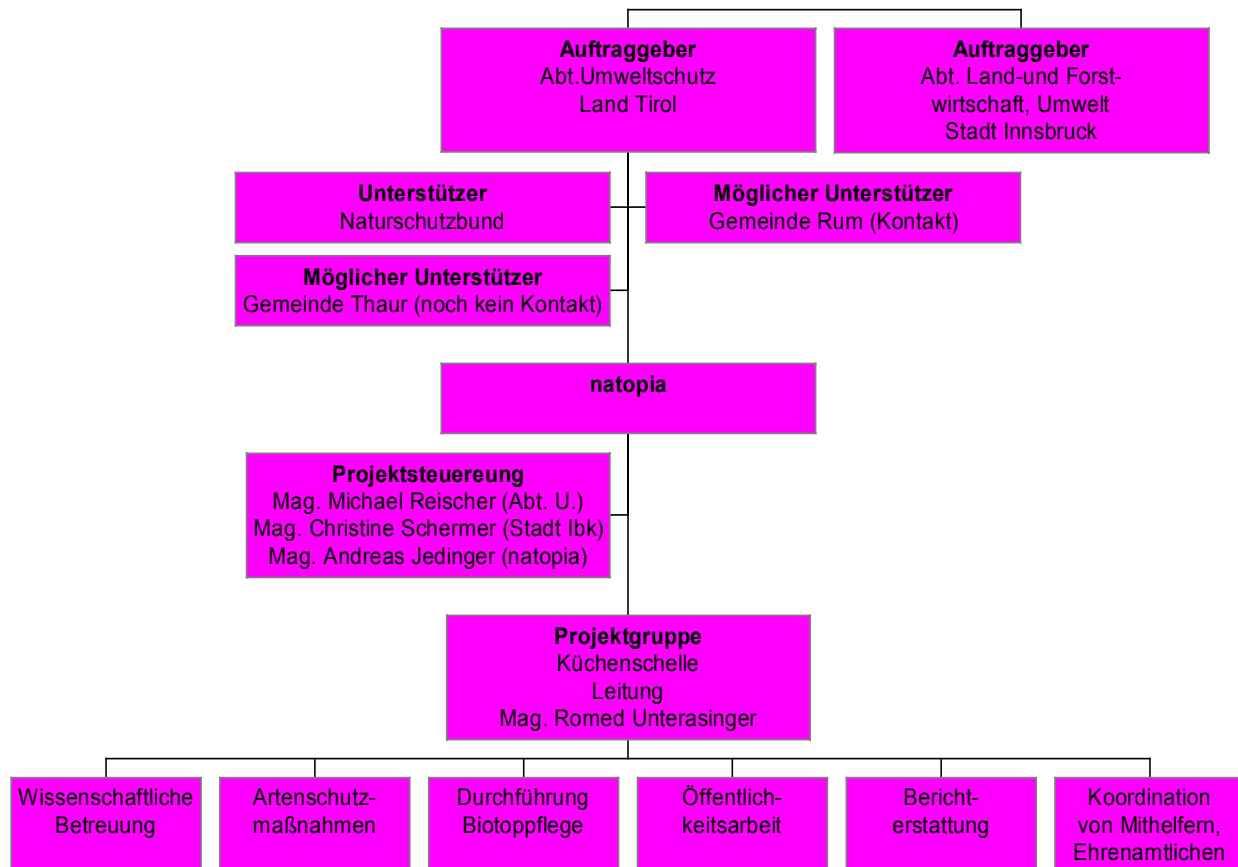 Auftraggeber
Abt.Umweltschutz
Land Tirol
Auftraggeber
Abt. Land-und Forst-
wirtschaft, Umwelt
Stadt Innsbruck
Unterstützer
Naturschutzbund
Möglicher Unterstützer
Gemeinde Rum (Kontakt)
Möglicher Unterstützer
Gemeinde Thaur (noch kein Kontakt)
natopia
Projektsteuereung
Mag. Michael Reischer (Abt. U.)
Mag. Christine Schermer (Stadt Ibk)
Mag. Andreas Jedinger (natopia)
Projektgruppe
Küchenschelle
Leitung
Mag. Romed Unterasinger
Wissenschaftliche
Betreuung
Artenschutz-
maßnahmen
Durchführung
Biotoppflege
Öffentlich-
keitsarbeit
Bericht-
erstattung
Koordination
von Mithelfern,
Ehrenamtlichen